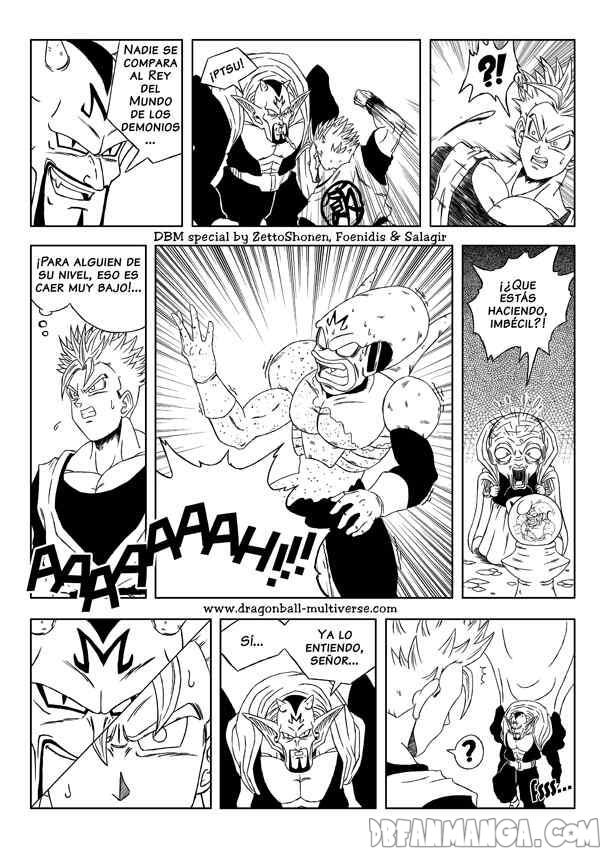 NADIE SE
COMPARA
AL REY
DEL
MUNDO
DE LOS
DEMONIOS
...
¡PTSU!
?!
DBM special by ZettoShonen, Foenidis & Salagir
¡PARA ALGUIEN DE
SU NIVEL, ESO ES
CAER MUY BAJO!...
¡¿QUE
ESTÁS
HACIENDO,
IMBÉCIL?!
AAAAAAAAH!!!
www.dragonball-multiverse.com
M
SÍ...
YA LO
ENTIENDO,
SEÑOR...
?
FSSS...
DBFANMANGA.COM